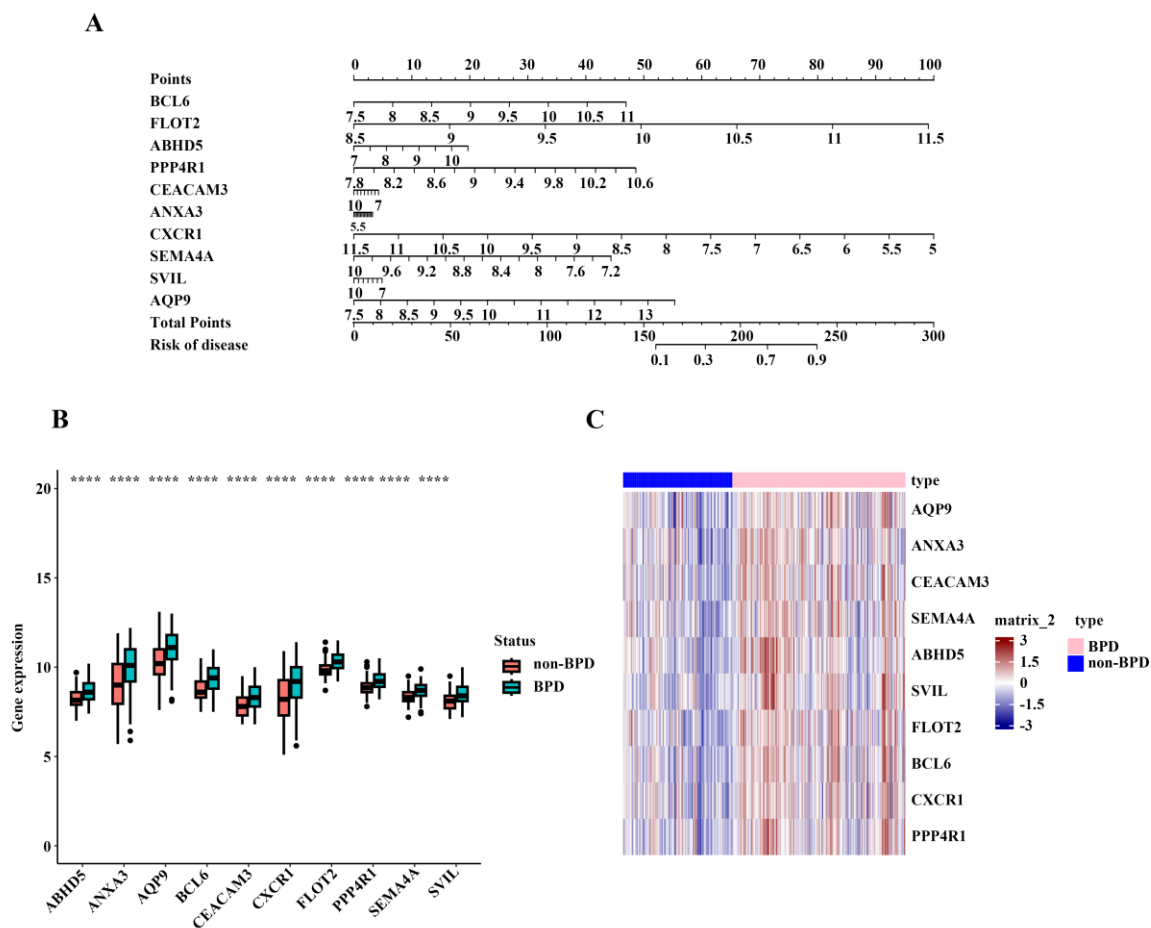 A
Points 0 10 20 30 40 50 60 70 80 90 100
BCL6
7.5 8 8.5 9 9.5 10 10.5 11
FLOT2
8.5 9 9.5 10 10.5 11 11.5
ABHD5
7 8 9 10
PPP4R1
7.8 8.2 8.6 9 9.4 9.8 10.2 10.6
CEACAM3
10 7
ANXA3
5.5
CXCR1
11.5 11 10.5 10 9.5 9 8.5 8 7.5 7 6.5 6 5.5 5
SEMA4A
10 9.6 9.2 8.8 8.4 8 7.6 7.2
SVIL
10 7
AQP9
7.5 8 8.5 9 9.5 10 11 12 13
Total Points
0 50 100 150 200 250 300
Risk of disease
0.1 0.3 0.7 0.9
B
**** **** **** **** **** **** **** **** **** ****
20
15
10
5
0
Gene expression
ABHD5
ANXA3
AQP9
BCL6
CEACAM3
CXCR1
FLOT2
PPP4R1
SEMA4A
SVIL
Status
non-BPD
BPD
C
type
AQP9
ANXA3
CEACAM3
SEMA4A
ABHD5
SVIL
FLOT2
BCL6
CXCR1
PPP4R1
matrix_2
3
1.5
0
-1.5
-3
type
BPD
non-BPD